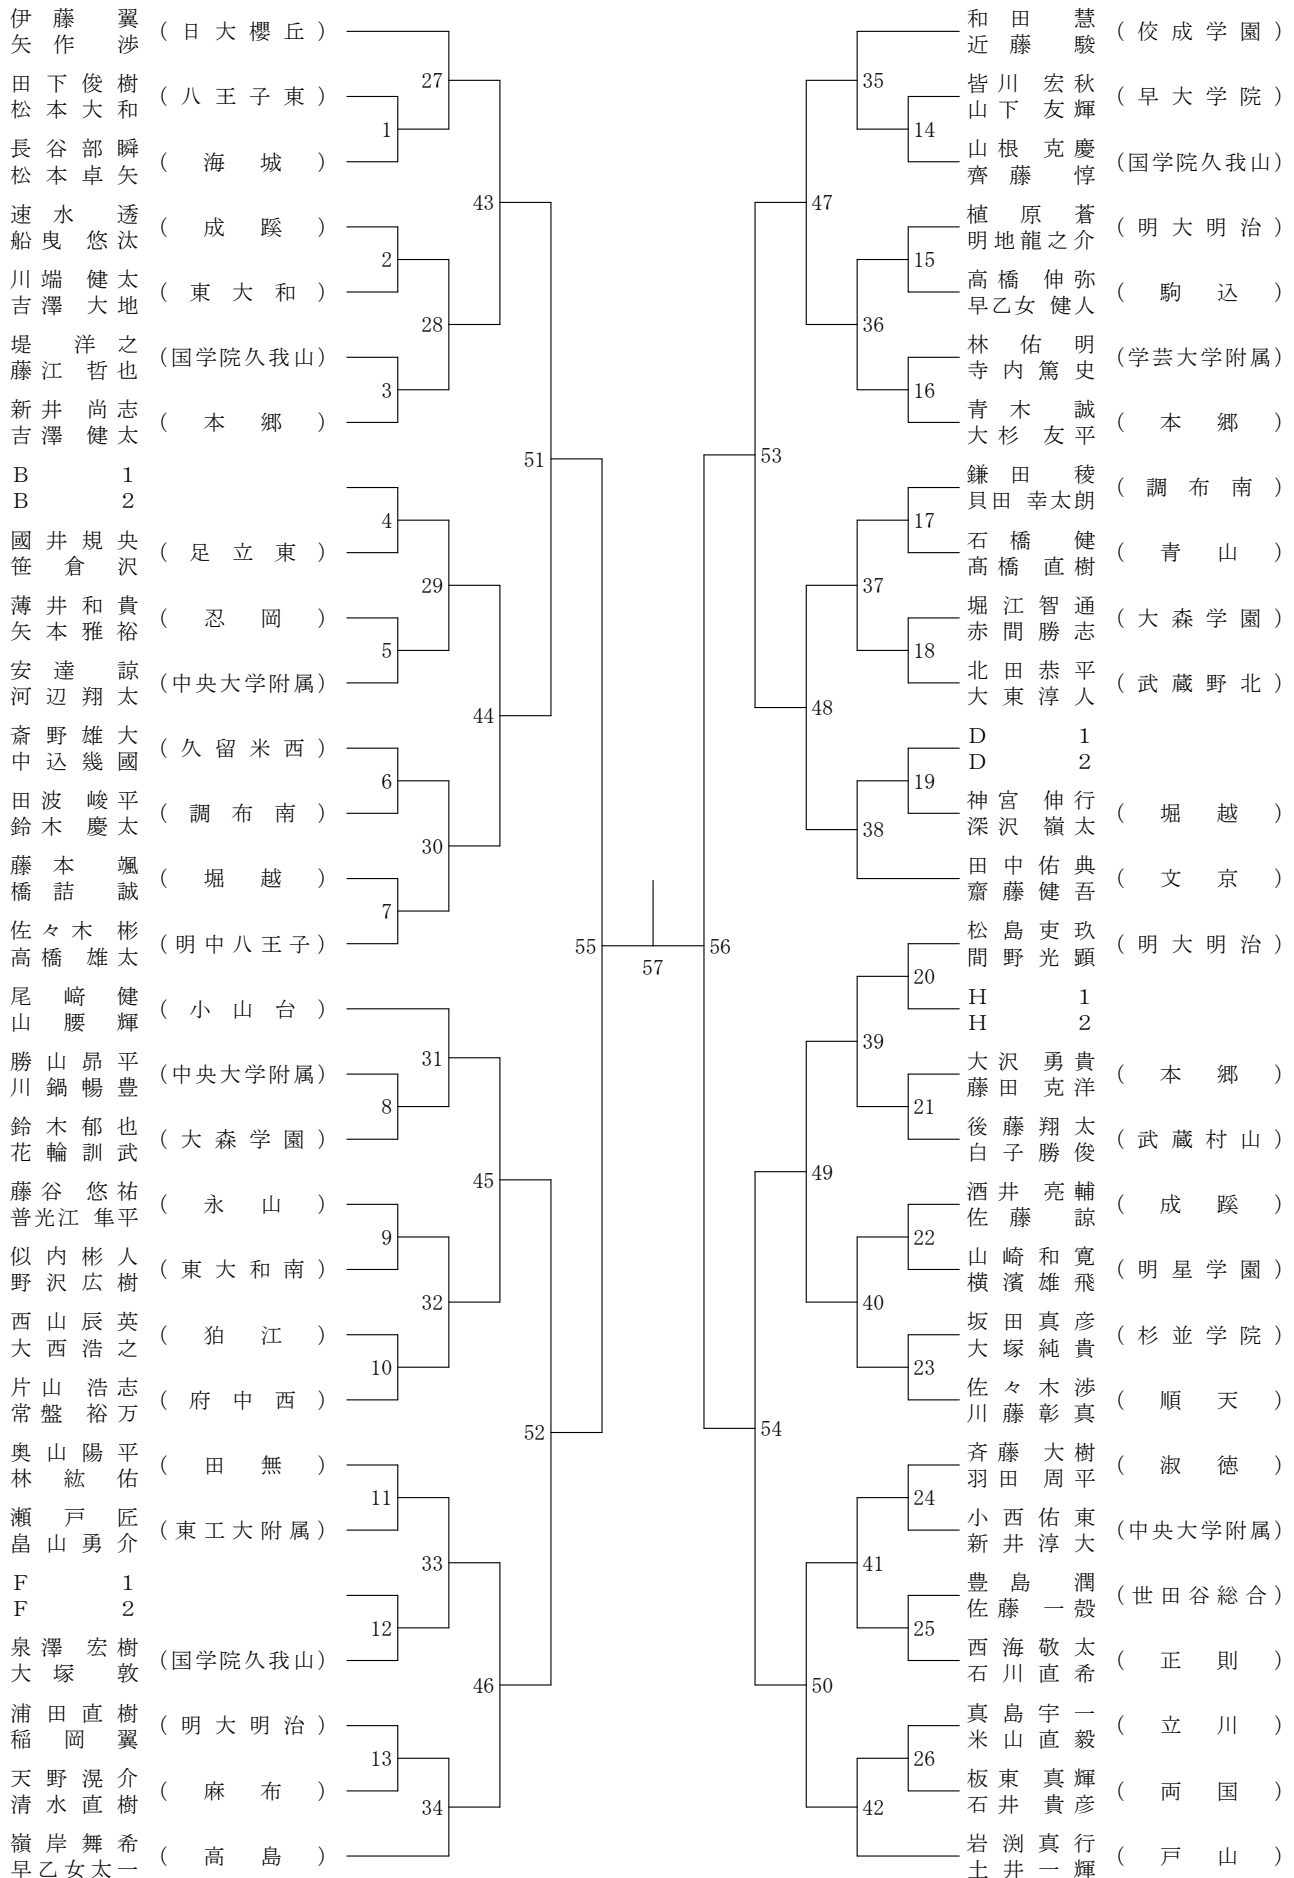 伊藤翼
矢作渉
(日大櫻丘)
田下俊樹
松本大和
(八王子東)
長谷部瞬
松本卓矢
(海城)
速水透
船曳悠汰
(成蹊)
川端健太
吉澤大地
(東大和)
堤洋之
藤江哲也
(国学院久我山)
新井尚志
吉澤健太
(本郷)
B 1
B 2
國井規央
笹倉沢
(足立東)
薄井和貴
矢本雅裕
(忍岡)
安達諒
河辺翔太
(中央大学附属)
斎野雄大
中込幾國
(久留米西)
田波峻平
鈴木慶太
(調布南)
藤本颯
橋詰誠
(堀越)
佐々木彬
高橋雄太
(明中八王子)
尾﨑健
山腰輝
(小山台)
勝山昴平
川鍋暢豊
(中央大学附属)
鈴木郁也
花輪訓武
(大森学園)
藤谷悠祐
普光江隼平
(永山)
似内彬人
野沢広樹
(東大和南)
西山辰英
大西浩之
(狛江)
片山浩志
常盤裕万
(府中西)
奥山陽平
林紘佑
(田無)
瀬戸匠
畠山勇介
(東工大附属)
F 1
F 2
泉澤宏樹
大塚敦
(国学院久我山)
浦田直樹
稲岡翼
(明大明治)
天野滉介
清水直樹
(麻布)
嶺岸舞希
早乙女太一
(高島)
27
1
43
2
28
3
51
4
29
5
44
6
30
7
55
31
8
45
9
32
10
52
11
33
12
46
13
34
57
56
35
14
47
15
36
16
53
17
37
18
48
19
38
20
39
21
49
22
40
23
54
24
41
25
50
26
42
和田慧
近藤駿
(佼成学園)
皆川宏秋
山下友輝
(早大学院)
山根克慶
齊藤惇
(国学院久我山)
植原蒼
明地龍之介
(明大明治)
高橋伸弥
早乙女健人
(駒込)
林佑明
寺内篤史
(学芸大学附属)
青木誠
大杉友平
(本郷)
鎌田稜
貝田幸太朗
(調布南)
石橋健
髙橋直樹
(青山)
堀江智通
赤間勝志
(大森学園)
北田恭平
大東淳人
(武蔵野北)
D 1
D 2
神宮伸行
深沢嶺太
(堀越)
田中佑典
齋藤健吾
(文京)
松島吏玖
間野光顕
(明大明治)
H 1
H 2
大沢勇貴
藤田克洋
(本郷)
後藤翔太
白子勝俊
(武蔵村山)
酒井亮輔
佐藤諒
(成蹊)
山崎和寛
横濱雄飛
(明星学園)
坂田真彦
大塚純貴
(杉並学院)
佐々木渉
川藤彰真
(順天)
斉藤大樹
羽田周平
(淑徳)
小西佑東
新井淳大
(中央大学附属)
豊島潤
佐藤一殻
(世田谷総合)
西海敬太
石川直希
(正則)
真島宇一
米山直毅
(立川)
板東真輝
石井貴彦
(両国)
岩渕真行
土井一輝
(戸山)